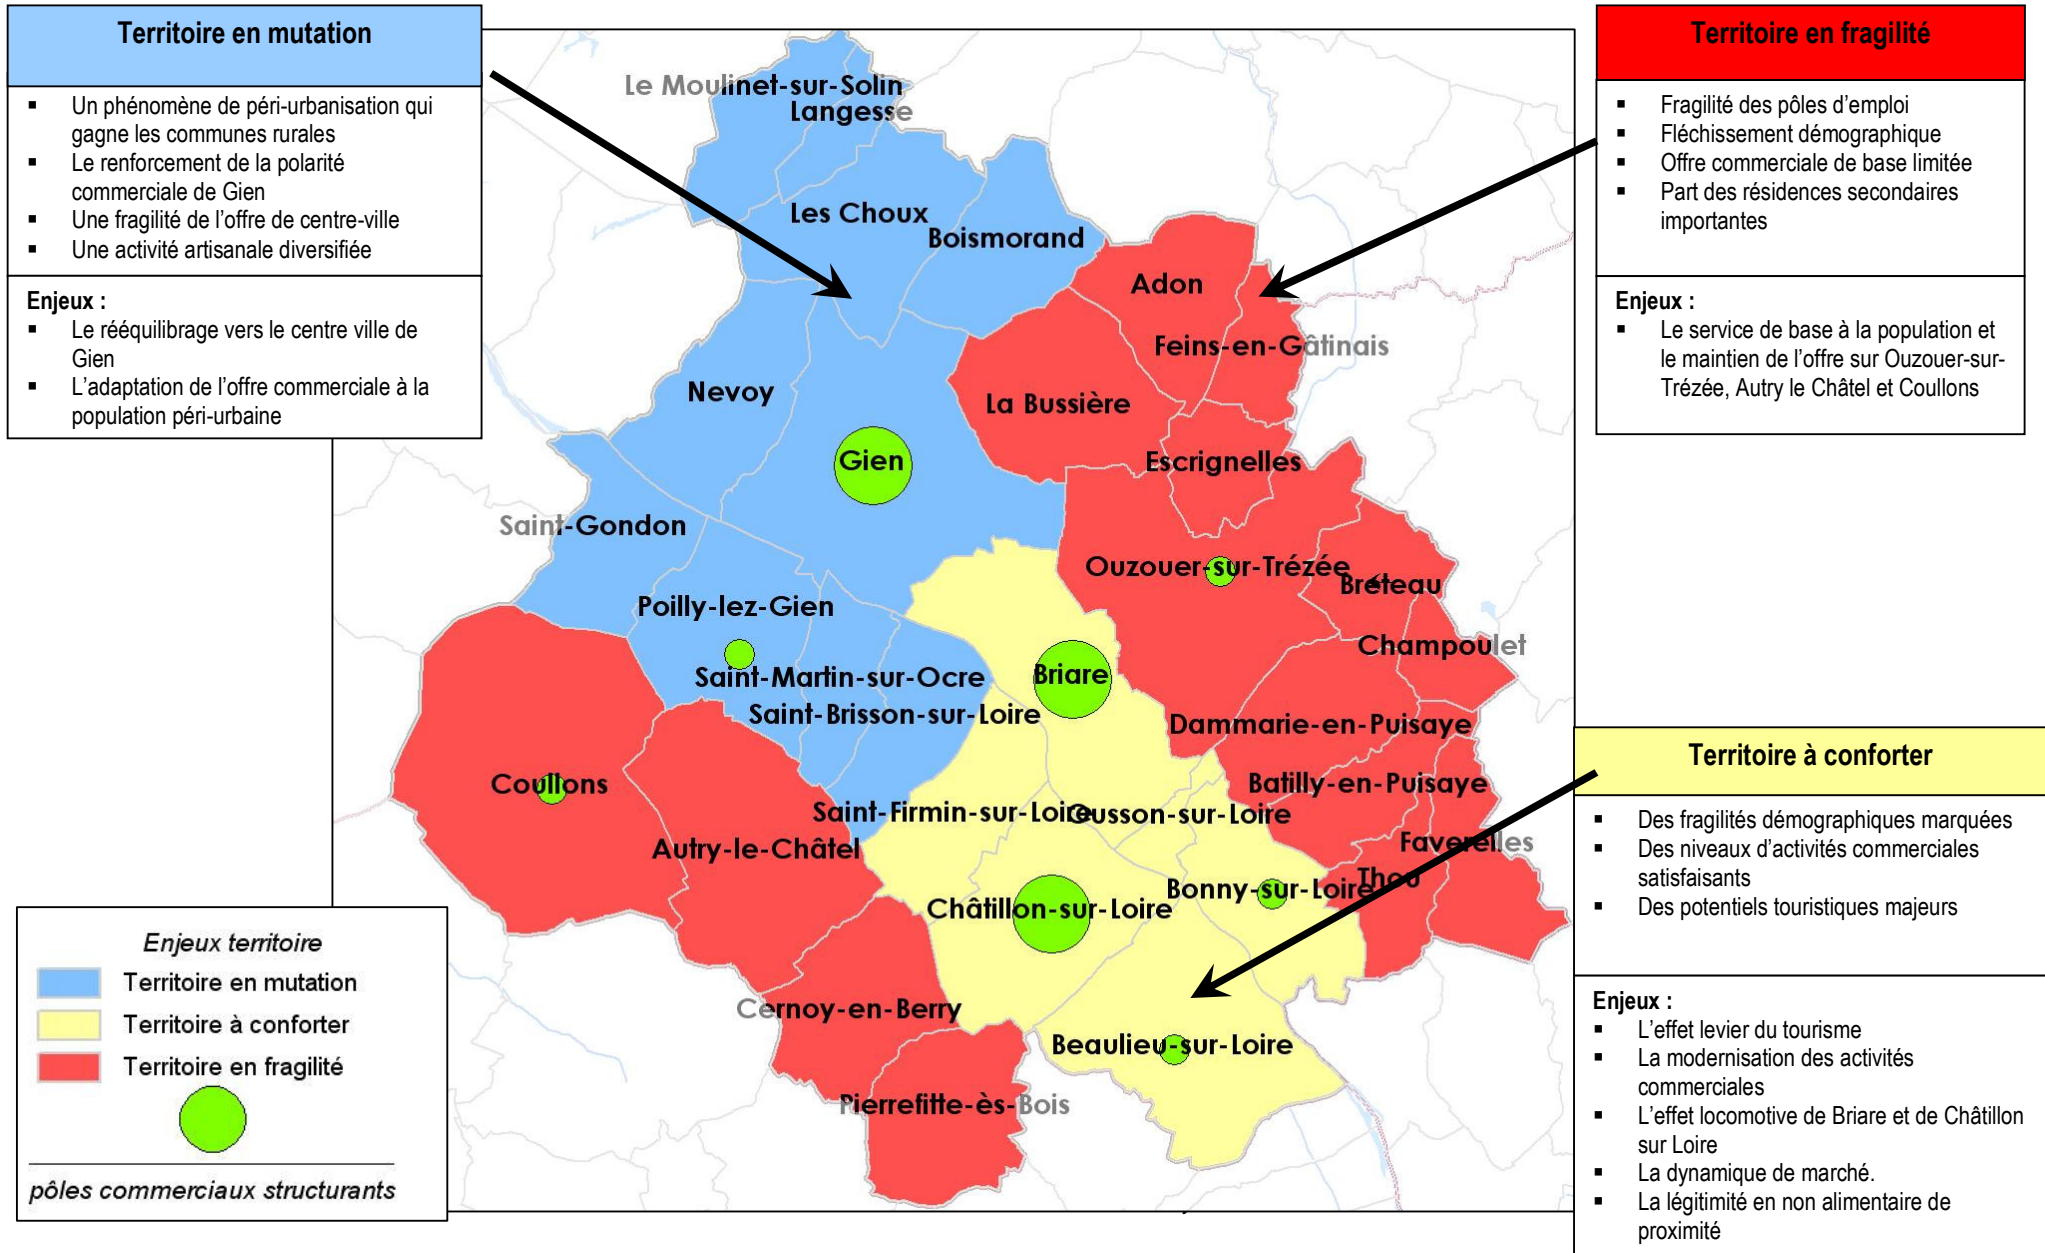 Territoire en mutation
▪ Un phénomène de péri-urbanisation qui
gagne les communes rurales
▪ Le renforcement de la polarité
commerciale de Gien
▪ Une fragilité de l'offre de centre-ville
▪ Une activité artisanale diversifiée
Enjeux :
▪ Le rééquilibrage vers le centre ville de
Gien
▪ L'adaptation de l'offre commerciale à la
population péri-urbaine
Territoire en fragilité
▪ Fragilité des pôles d'emploi
▪ Fléchissement démographique
▪ Offre commerciale de base limitée
▪ Part des résidences secondaires
importantes
Enjeux :
▪ Le service de base à la population et
le maintien de l'offre sur Ouzouer-sur-
Trézée, Autry le Châtel et Coullons
Le Moulinet-sur-Solin
Langesse
Les Choux
Boismorand
Adon
Feins-en-Gâtinais
Nevoy
La Bussière
Gien
Escrignelles
Saint-Gondon
Ouzouer-sur-Trézée
Bréteau
Poilly-lez-Gien
Champoulet
Saint-Martin-sur-Ocre
Briare
Saint-Brisson-sur-Loire
Dammarie-en-Puisaye
Coullons
Batilly-en-Puisaye
Saint-Firmin-sur-Loire
Ousson-sur-Loire
Autry-le-Châtel
Faverelles
Thou
Bonny-sur-Loire
Châtillon-sur-Loire
Cernoy-en-Berry
Beaulieu-sur-Loire
Pierrefitte-ès-Bois
Territoire à conforter
▪ Des fragilités démographiques marquées
▪ Des niveaux d'activités commerciales
satisfaisants
▪ Des potentiels touristiques majeurs
Enjeux :
▪ L'effet levier du tourisme
▪ La modernisation des activités
commerciales
▪ L'effet locomotive de Briare et de Châtillon
sur Loire
▪ La dynamique de marché.
▪ La légitimité en non alimentaire de
proximité
Enjeux territoire
Territoire en mutation
Territoire à conforter
Territoire en fragilité
pôles commerciaux structurants